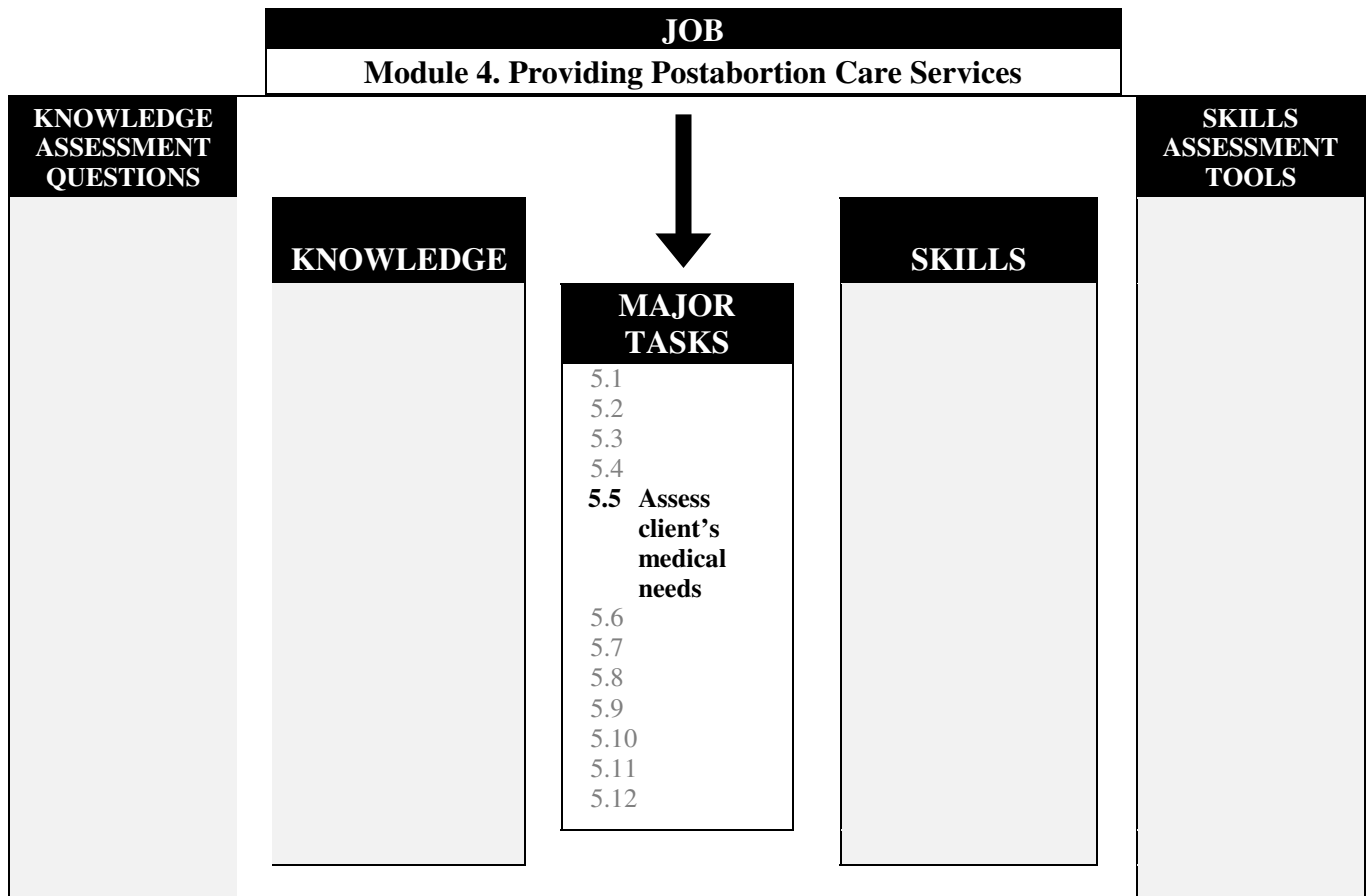 JOB
Module 4. Providing Postabortion Care Services
KNOWLEDGE
ASSESSMENT
QUESTIONS
SKILLS
ASSESSMENT
TOOLS
KNOWLEDGE
SKILLS
MAJOR
TASKS
5.1
5.2
5.3
5.4
5.5 Assess
client’s
medical
needs
5.6
5.7
5.8
5.9
5.10
5.11
5.12